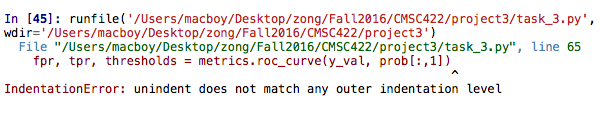 In [45]: runfile('/Users/macboy/Desktop/zong/Fall2016/CMSC422/project3/task_3.py',
wdir='/Users/macboy/Desktop/zong/Fall2016/CMSC422/project3')
  File "/Users/macboy/Desktop/zong/Fall2016/CMSC422/project3/task_3.py", line 65
    fpr, tpr, thresholds = metrics.roc_curve(y_val, prob[:,1])
                                                              ^
IndentationError: unindent does not match any outer indentation level